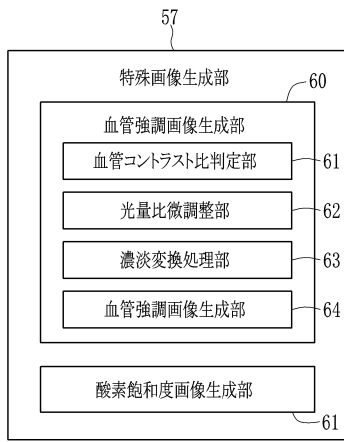 57
特殊画像生成部
60
血管強調画像生成部
血管コントラスト比判定部
61
光量比微調整部
62
濃淡変換処理部
63
血管強調画像生成部
64
酸素飽和度画像生成部
61